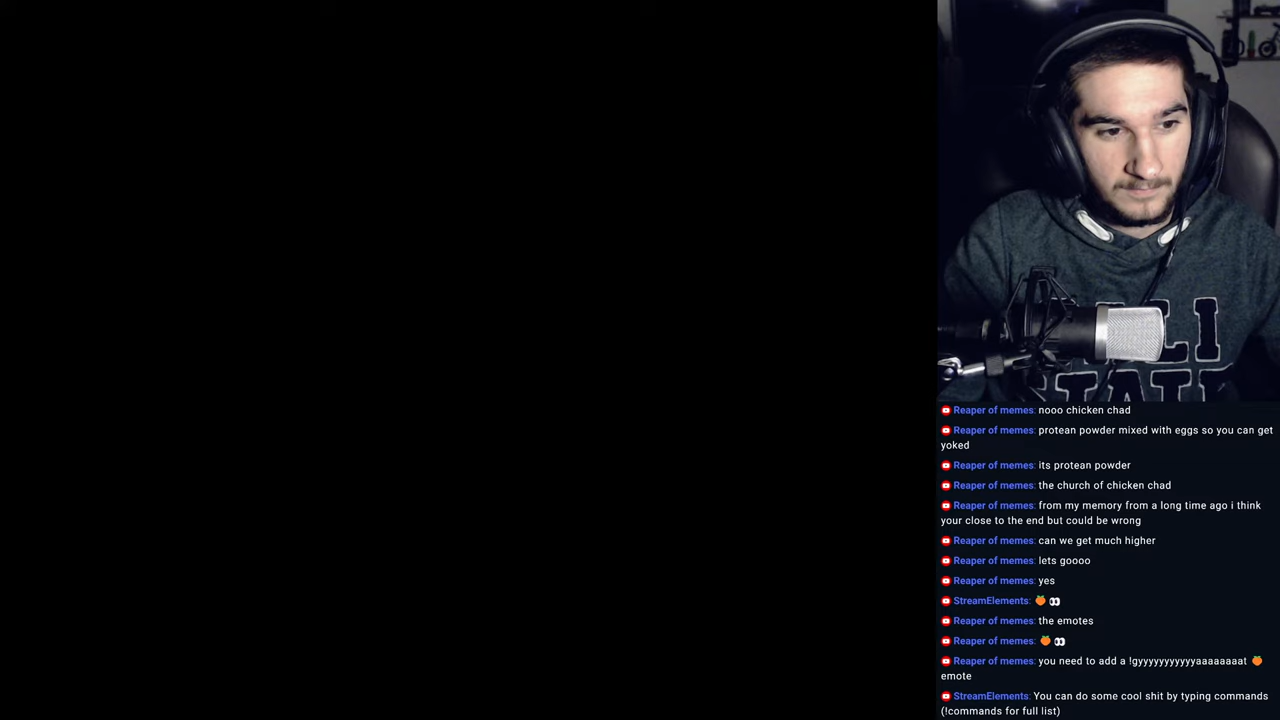 LI
Reaper of memes: nooo chicken chad
Reaper of memes: protean powder mixed with eggs so you can get
yoked
Reaper of memes: its protean powder
Reaper of memes: the church of chicken chad
Reaper of memes: from my memory from a long time ago i think
your close to the end but could be wrong
Reaper of memes: can we get much higher
Reaper of memes: lets goooo
Reaper of memes: yes
StreamElements: 🍊 👀
Reaper of memes: the emotes
Reaper of memes: 🍊 👀
Reaper of memes: you need to add a !gyyyyyyyyyyaaaaaaaat 🍊
emote
StreamElements: You can do some cool shit by typing commands
(!commands for full list)